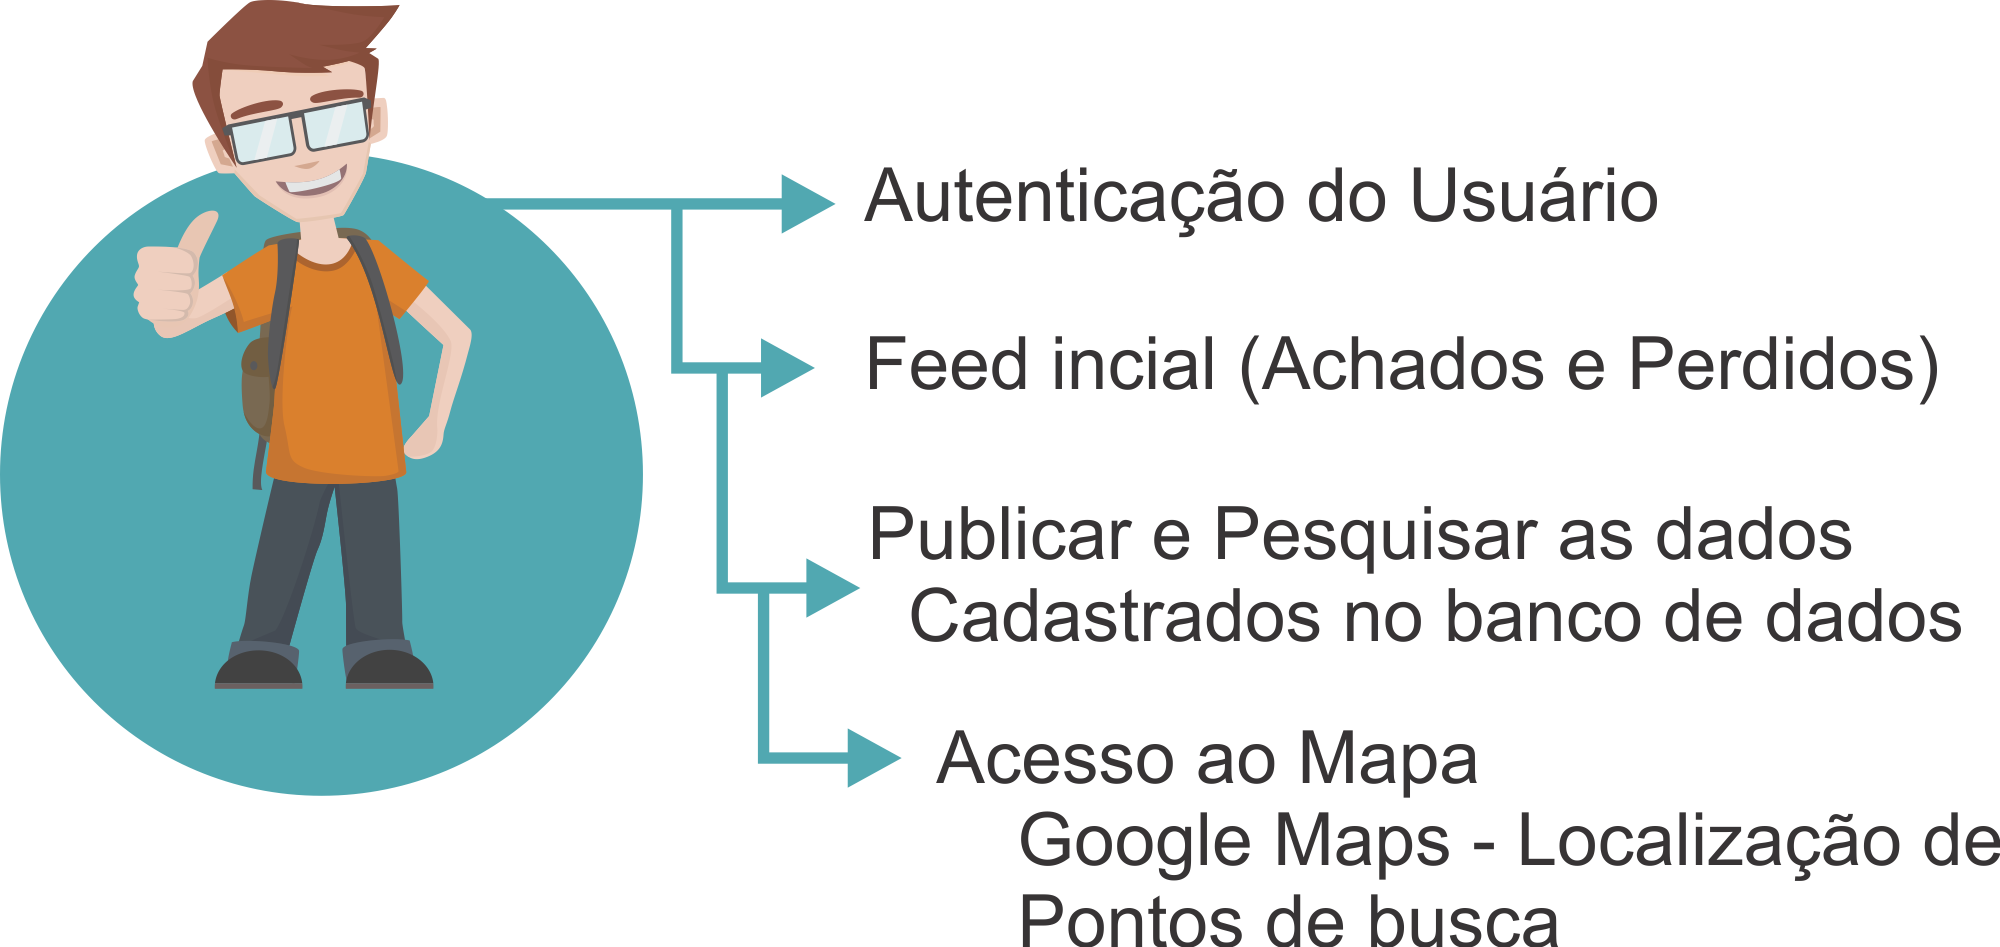 Autenticação do Usuário
Feed incial (Achados e Perdidos)
Publicar e Pesquisar as dados
Cadastrados no banco de dados
Acesso ao Mapa
Google Maps - Localização de
Pontos de busca